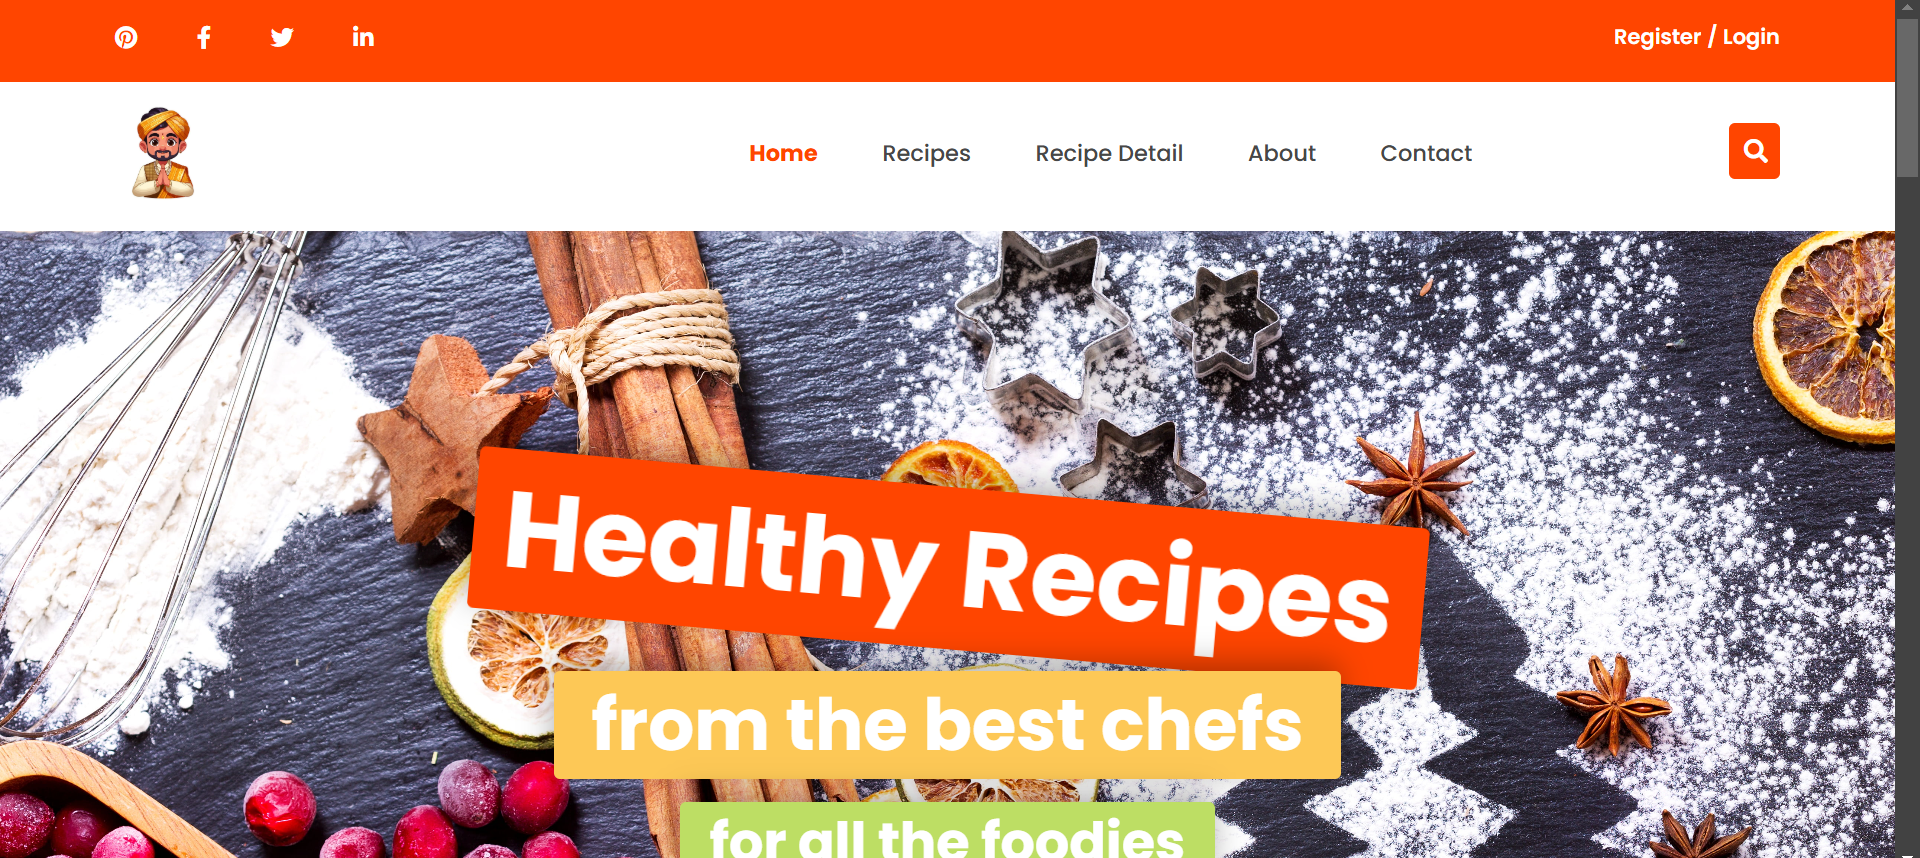 Register / Login
Home Recipes Recipe Detail About Contact
Healthy Recipes
from the best chefs
for all the foodies